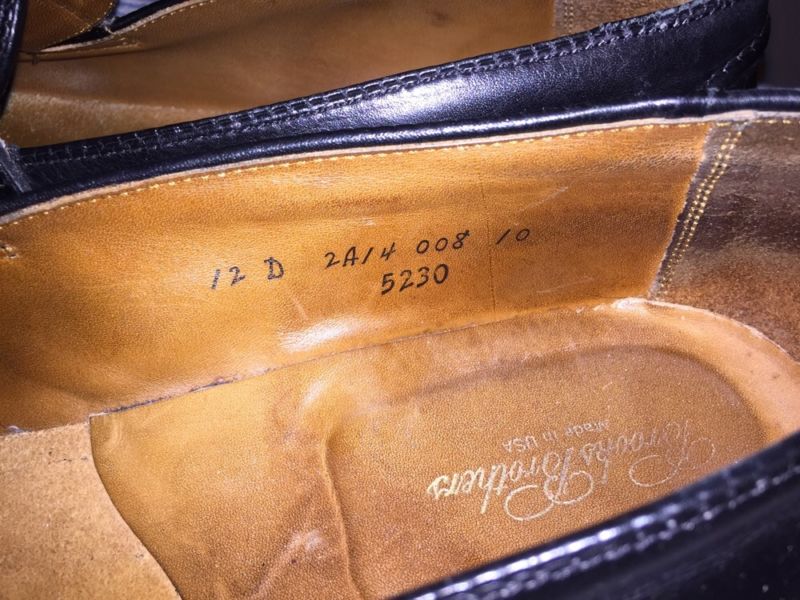 12 D 2A14 008 10
5230
Brooks Brothers
Made in USA